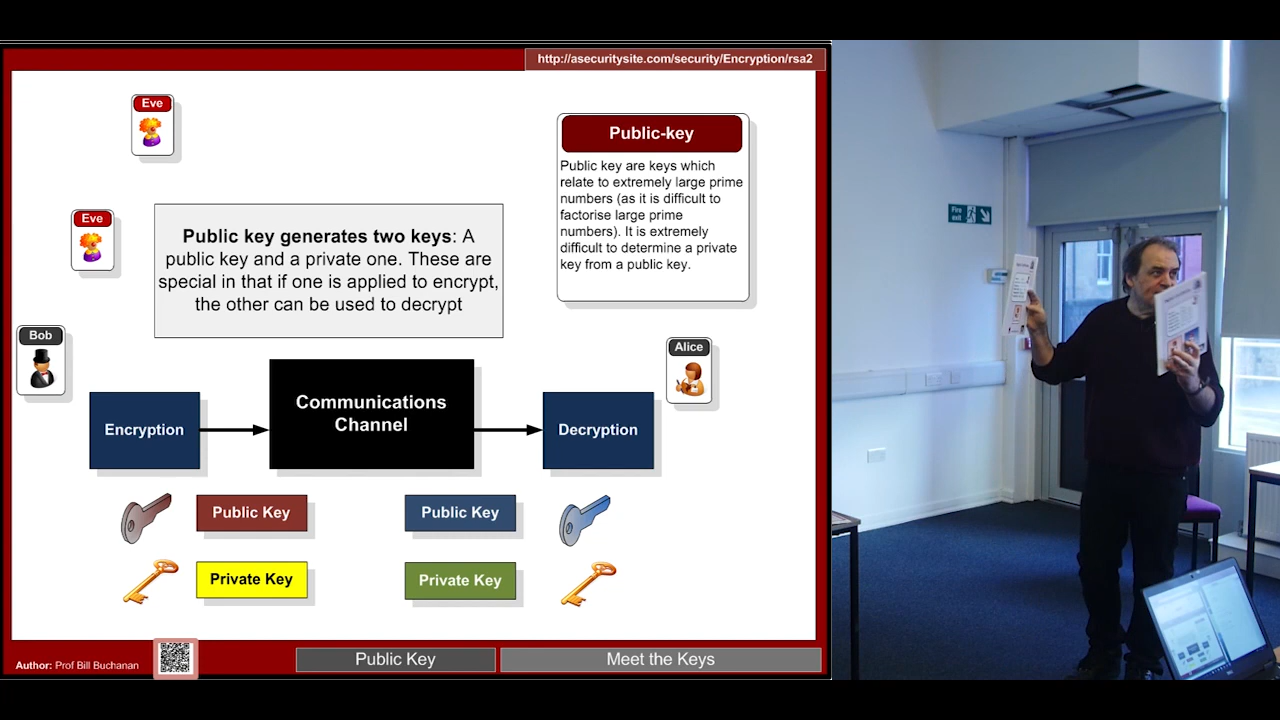 http://asecuritysite.com/security/Encryption/rsa2
Eve
Public-key
Public key are keys which
relate to extremely large prime
numbers (as it is difficult to
factorise large prime
numbers). It is extremely
difficult to determine a private
key from a public key.
Eve
Public key generates two keys: A
public key and a private one. These are
special in that if one is applied to encrypt,
the other can be used to decrypt
Bob
Alice
Encryption
Communications
Channel
Decryption
Public Key
Public Key
Private Key
Private Key
Author: Prof Bill Buchanan
Public Key
Meet the Keys
Fire
exit